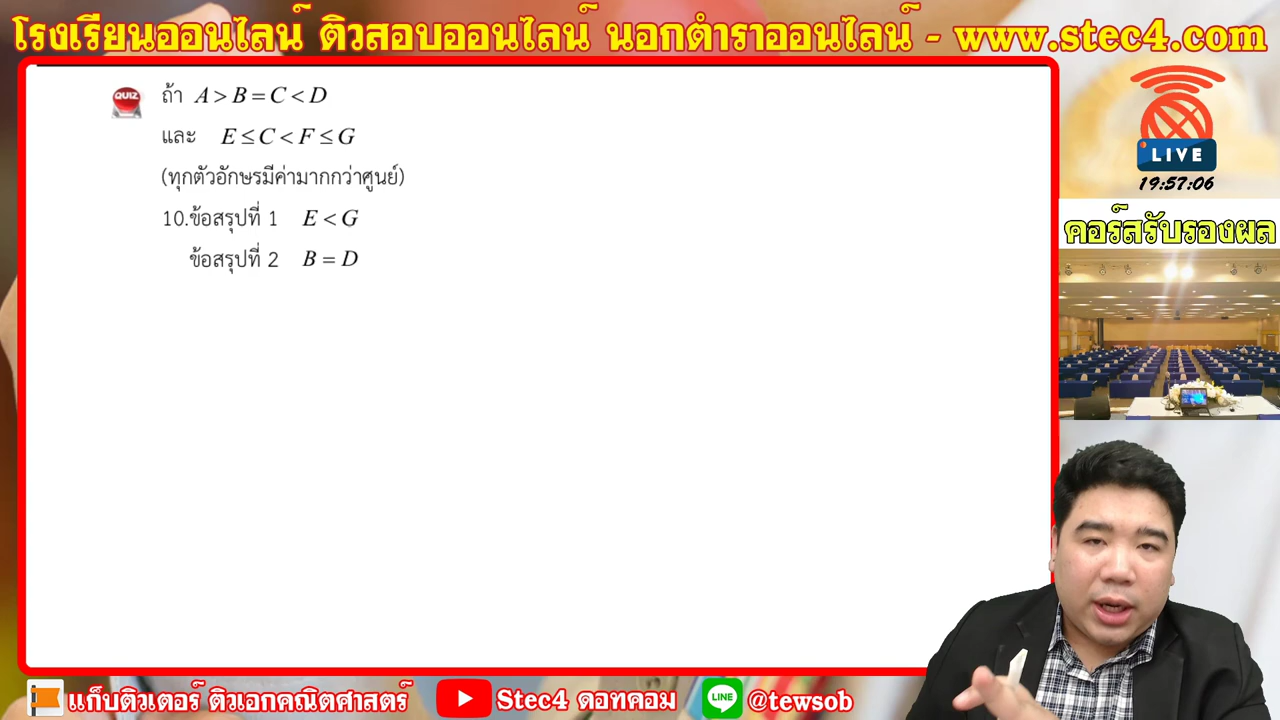 โรงเรียนออนไลน์ ติวสอบออนไลน์ นอกตำราออนไลน์ - www.stec4.com
QUIZ
ถ้า A > B = C < D
และ E ≤ C < F ≤ G
(ทุกตัวอักษรมีค่ามากกว่าศูนย์)
10.ข้อสรุปที่ 1 E < G
ข้อสรุปที่ 2 B = D
LIVE
19:57:06
คอร์สรับรองผล
แก็บติวเตอร์ ติวเอกคณิตศาสตร์
Stec4 ดอทคอม
LINE
@tewsob